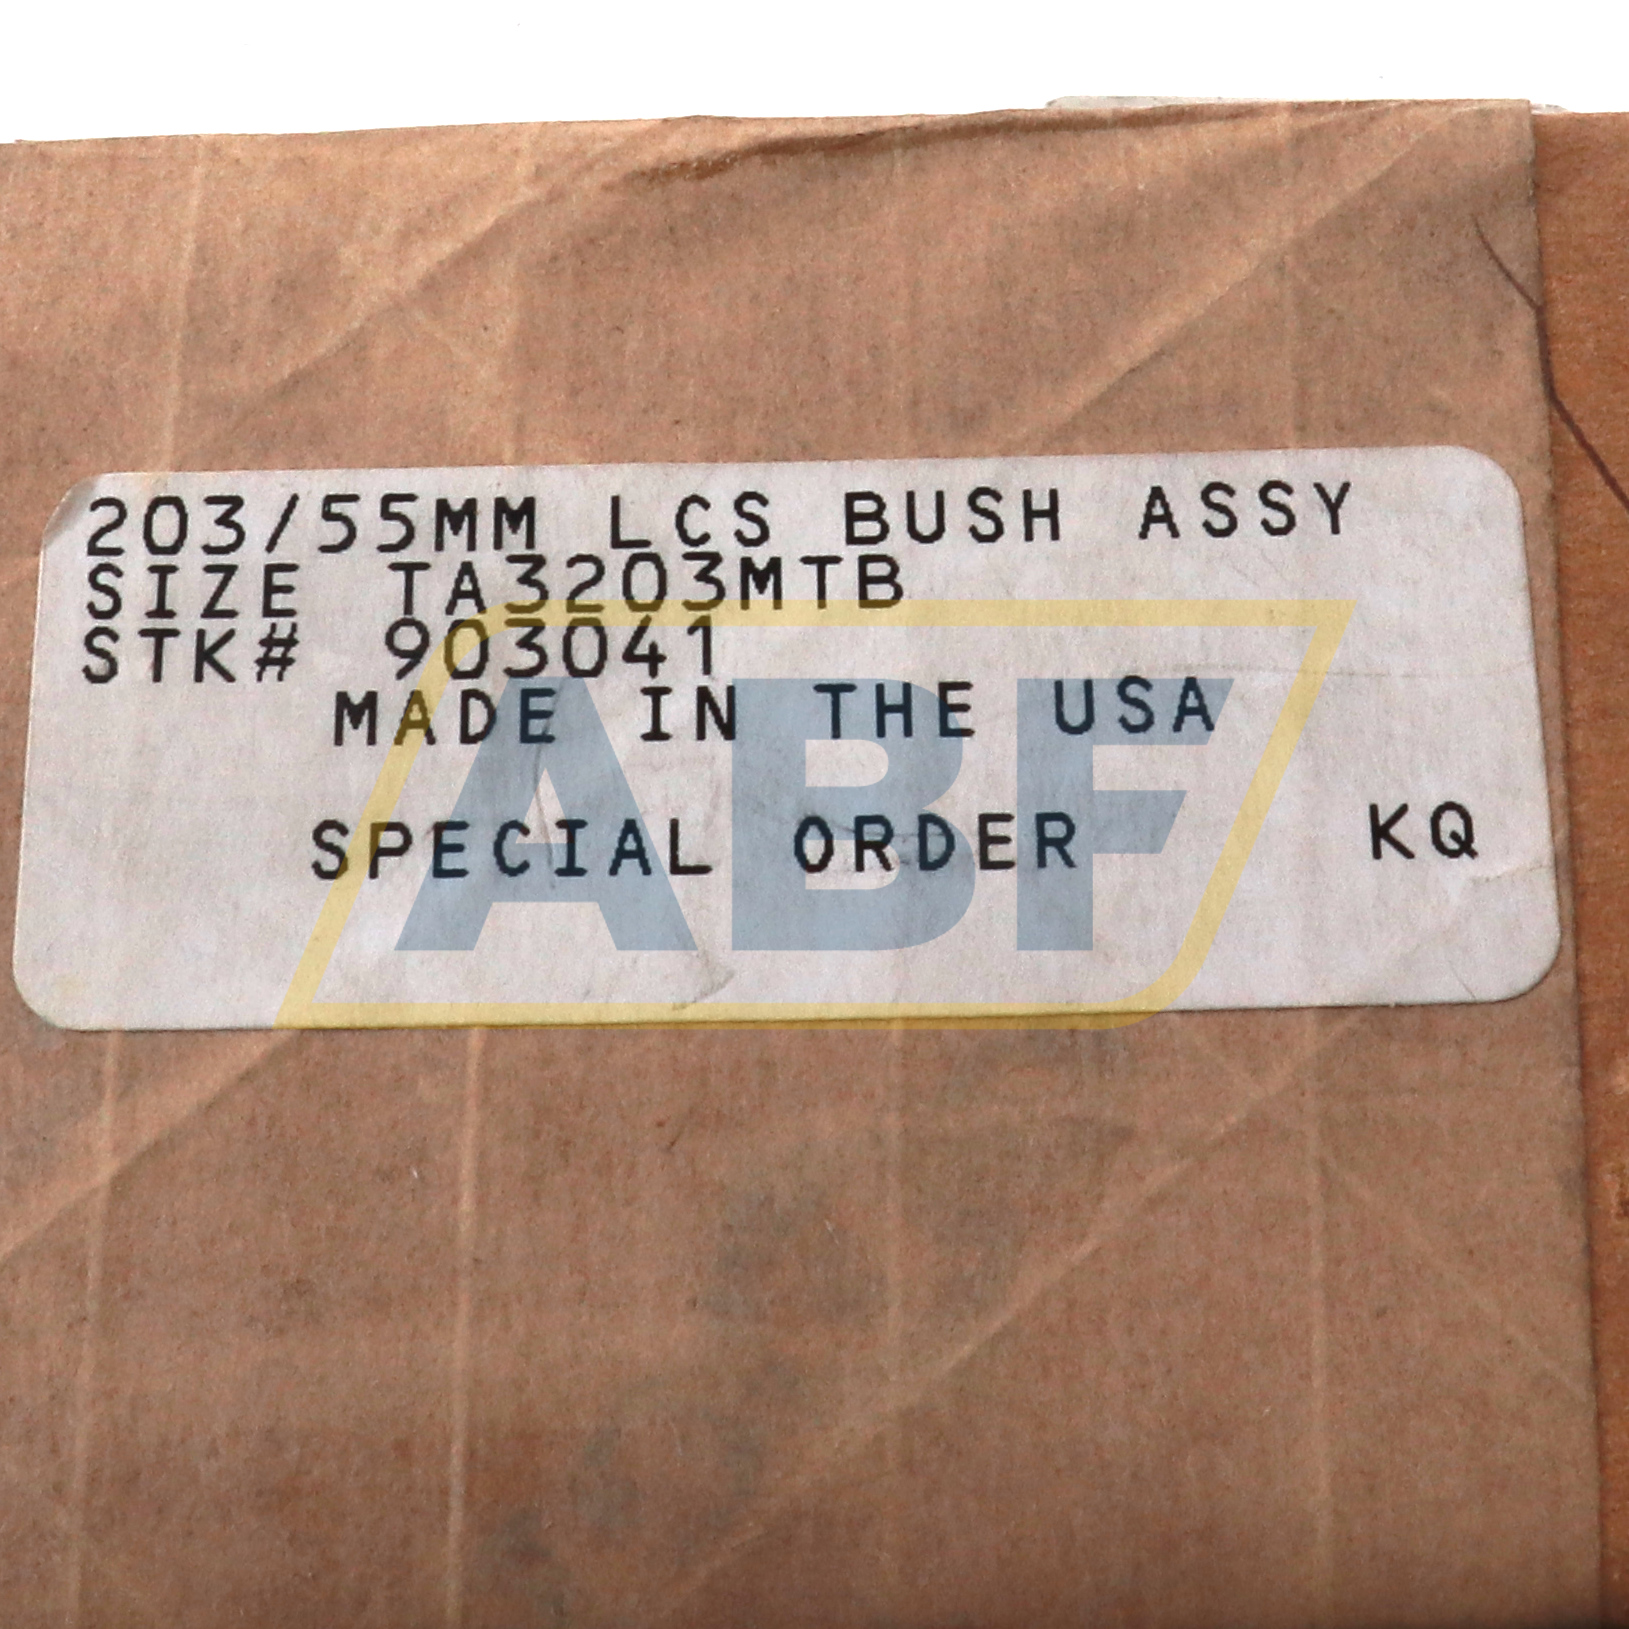 203/55MM LCS BUSH ASSY
SIZE TA3203MTB
STK# 903041
MADE IN THE USA
SPECIAL ORDER KQ
ABF